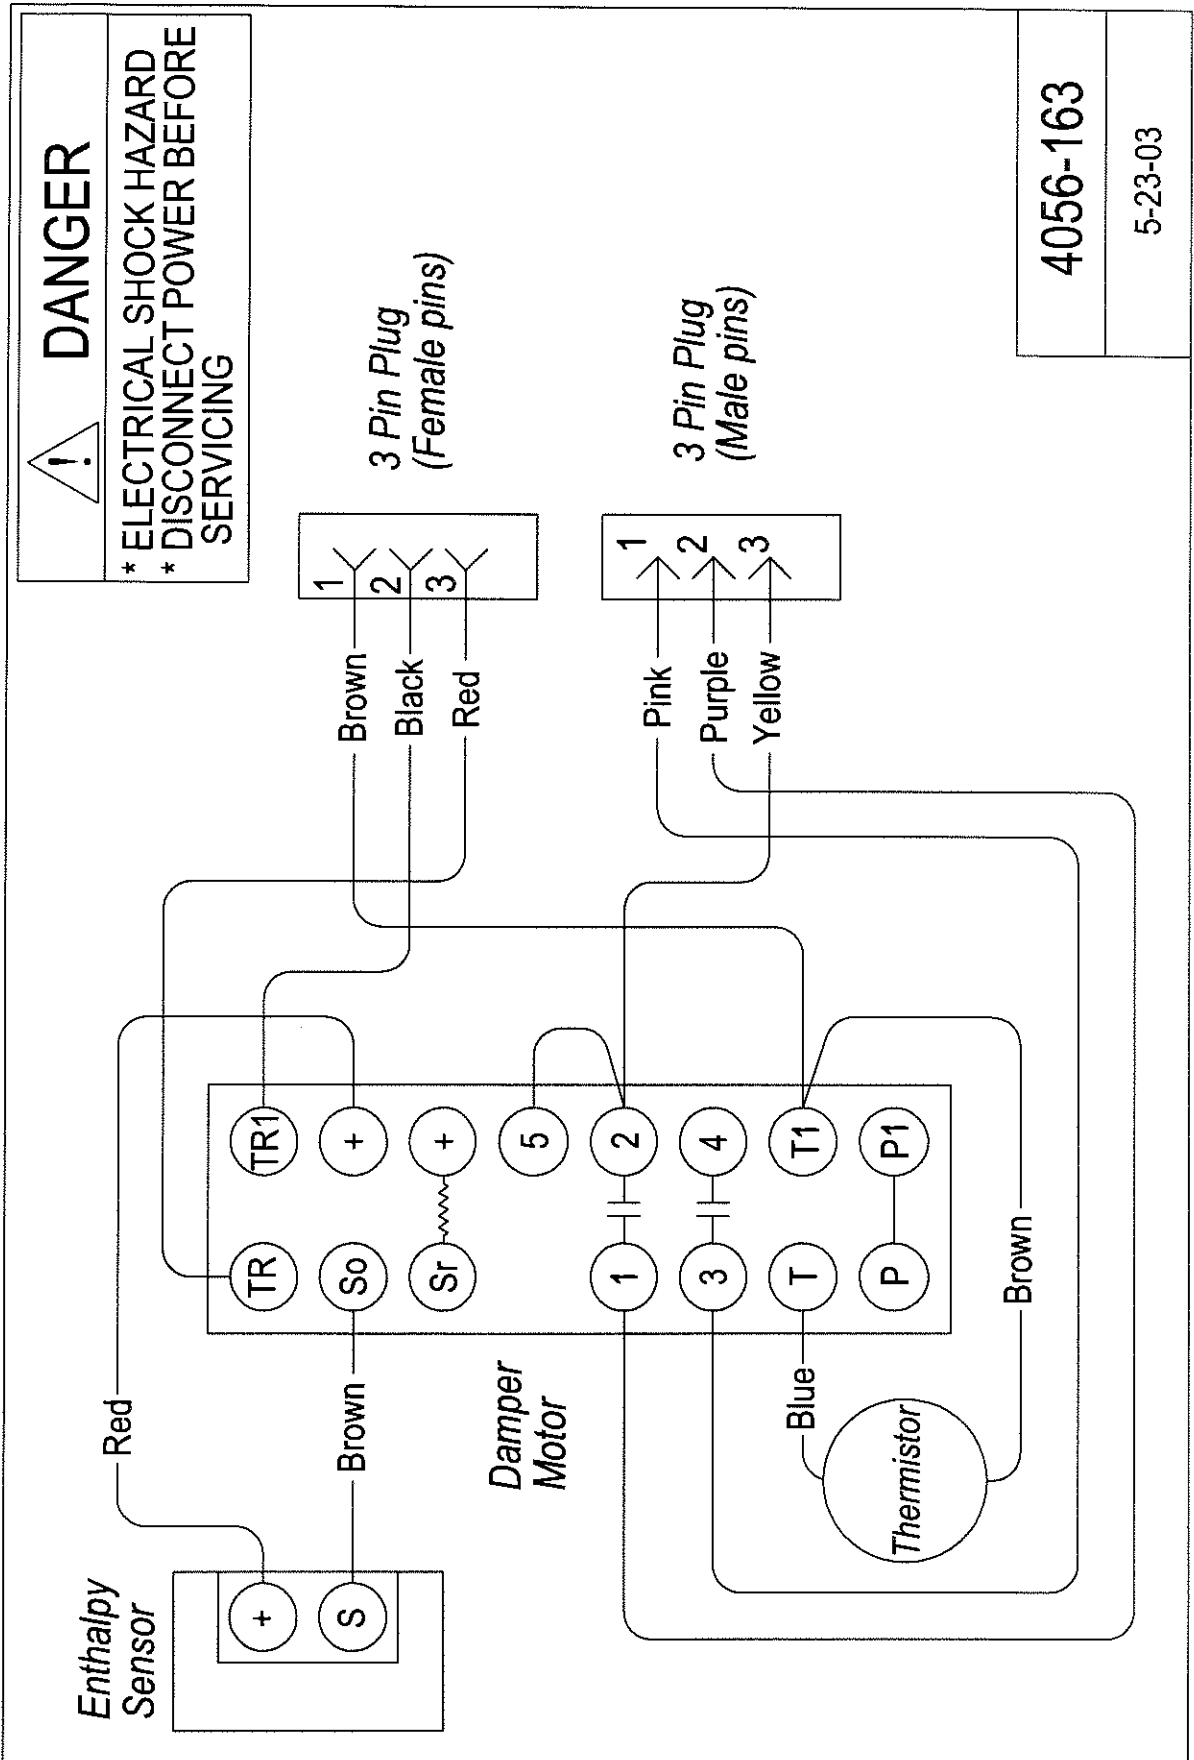 DANGER
* ELECTRICAL SHOCK HAZARD
* DISCONNECT POWER BEFORE
SERVICING
Enthalpy
Sensor
+
S
Red
Brown
Damper
Motor
TR
TR1
So
+
Sr
+
5
1
2
3
4
T
T1
P
P1
Blue
Thermistor
Brown
Brown
Black
Red
1
2
3
3 Pin Plug
(Female pins)
Pink
Purple
Yellow
1
2
3
3 Pin Plug
(Male pins)
4056-163
5-23-03